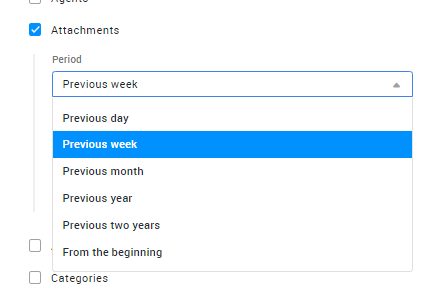 Agents
Attachments
Period
Previous week
Previous day
Previous week
Previous month
Previous year
Previous two years
From the beginning
Categories